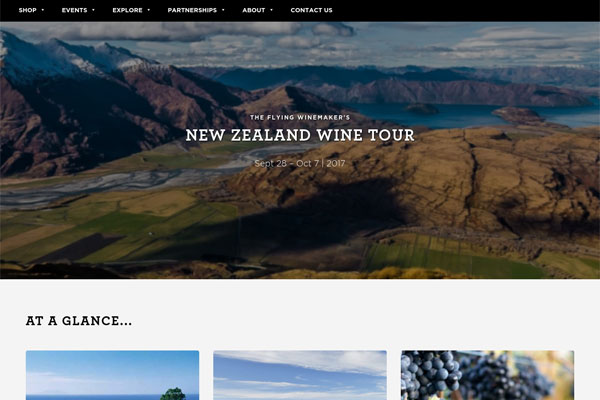 SHOP EVENTS EXPLORE PARTNERSHIPS ABOUT CONTACT US
THE FLYING WINEMAKER'S
NEW ZEALAND WINE TOUR
Sept 28 – Oct 7 | 2017
AT A GLANCE...